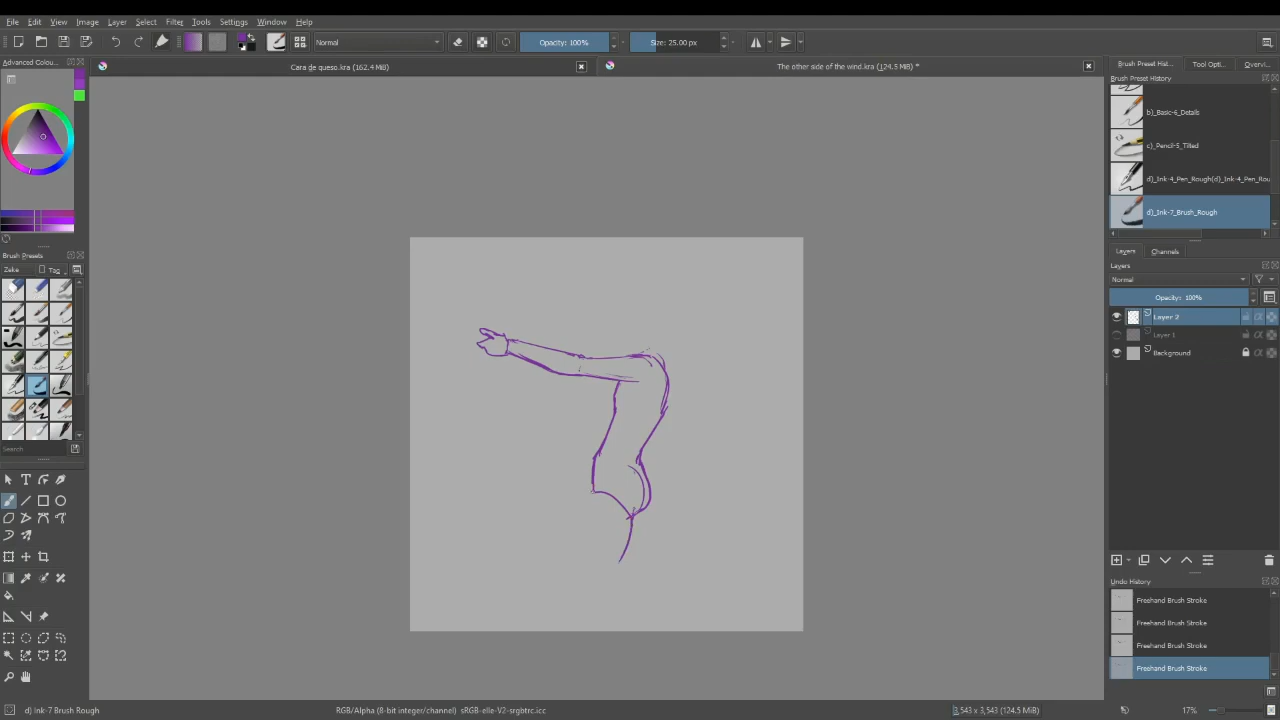 File Edit View Image Layer Select Filter Tools Settings Window Help
Normal
Opacity: 100%
Size: 25.00 px
Advanced Colou...
Cara de queso.kra (162.4 MiB)
The other side of the wind.kra (124.5 MiB) *
Brush Preset Hist...
Tool Opti...
Overvi...
Brush Preset History
b)_Basic-6_Details
c)_Pencil-5_Tilted
d)_Ink-4_Pen_Rough(d)_Ink-4_Pen_Rou
d)_Ink-7_Brush_Rough
Layers Channels
Layers
Normal
Opacity: 100%
Layer 2
Layer 1
Background
Brush Presets
Zeke
Tag
Search
Undo History
Freehand Brush Stroke
Freehand Brush Stroke
Freehand Brush Stroke
Freehand Brush Stroke
d) Ink-7 Brush Rough
RGB/Alpha (8-bit integer/channel) sRGB-elle-V2-srgbtrc.icc
3,543 x 3,543 (124.5 MiB)
17%